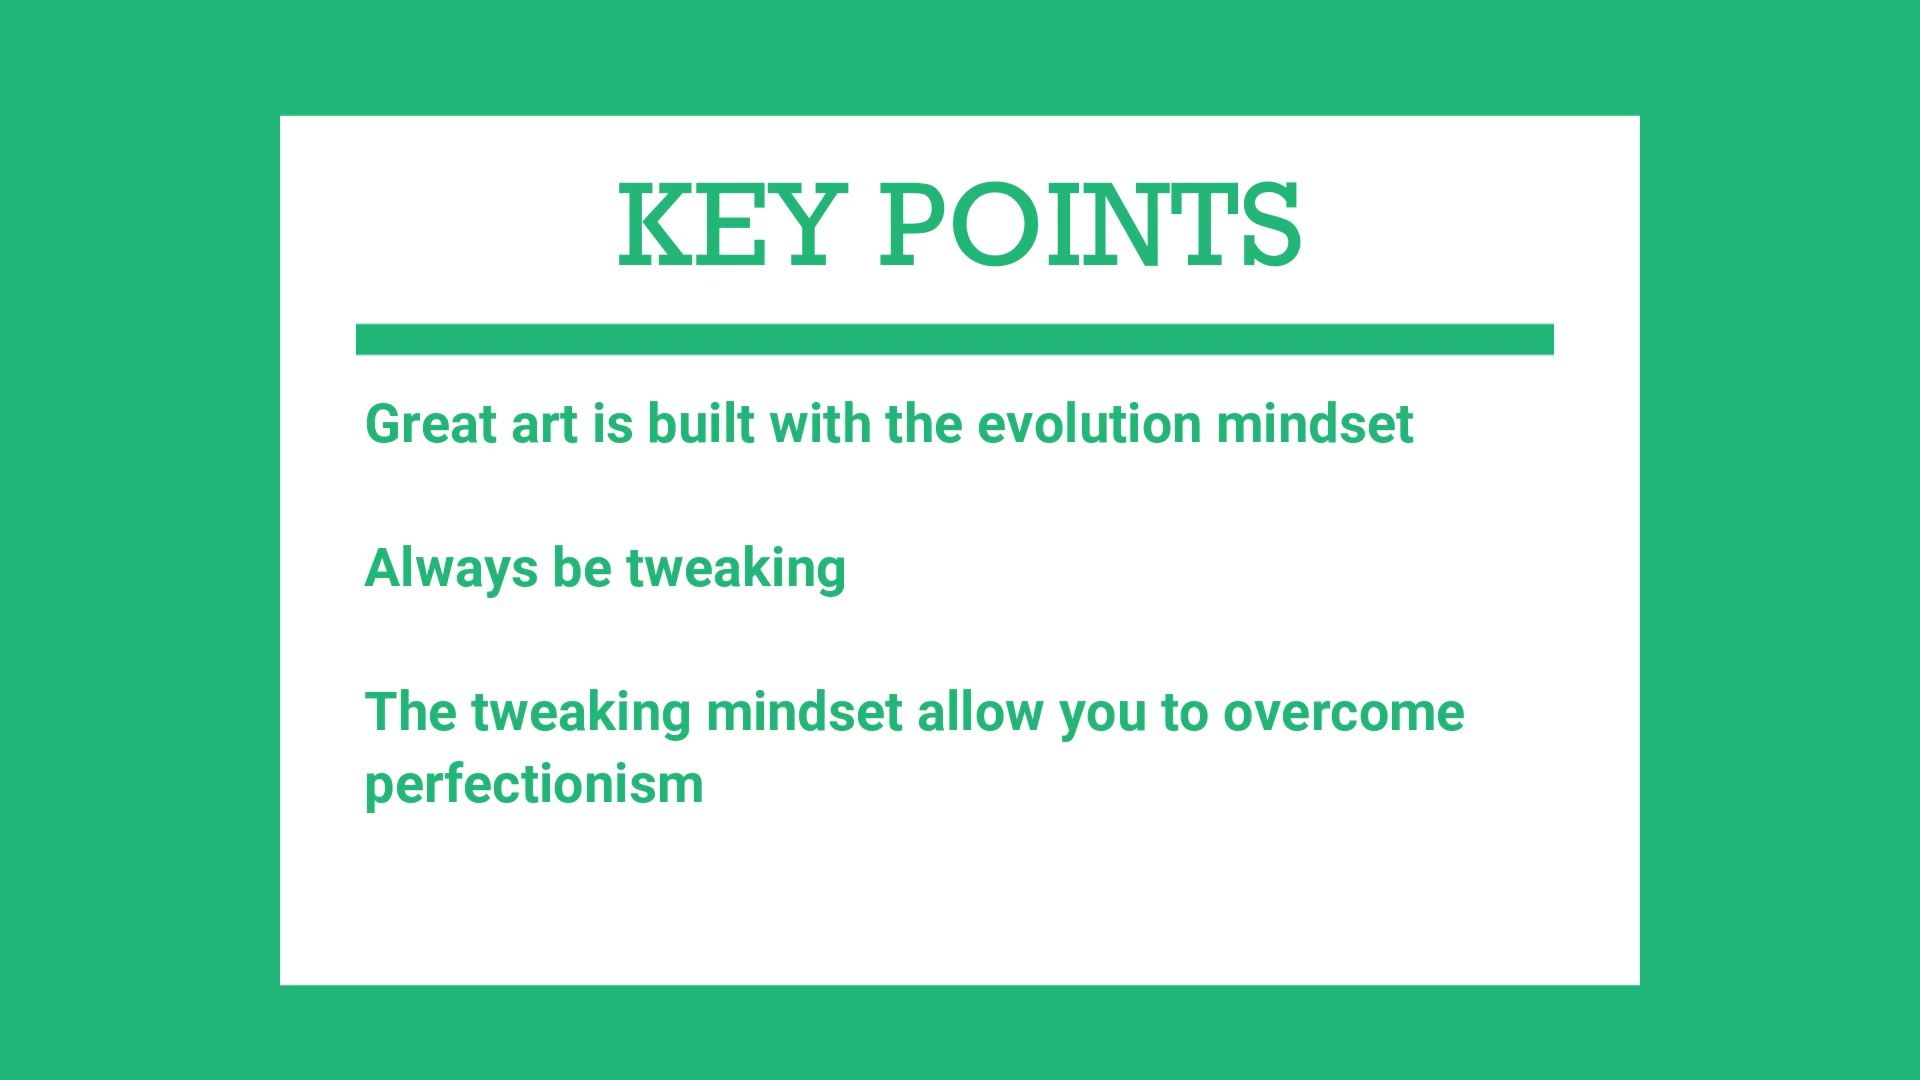 KEY POINTS
Great art is built with the evolution mindset
Always be tweaking
The tweaking mindset allow you to overcome
perfectionism